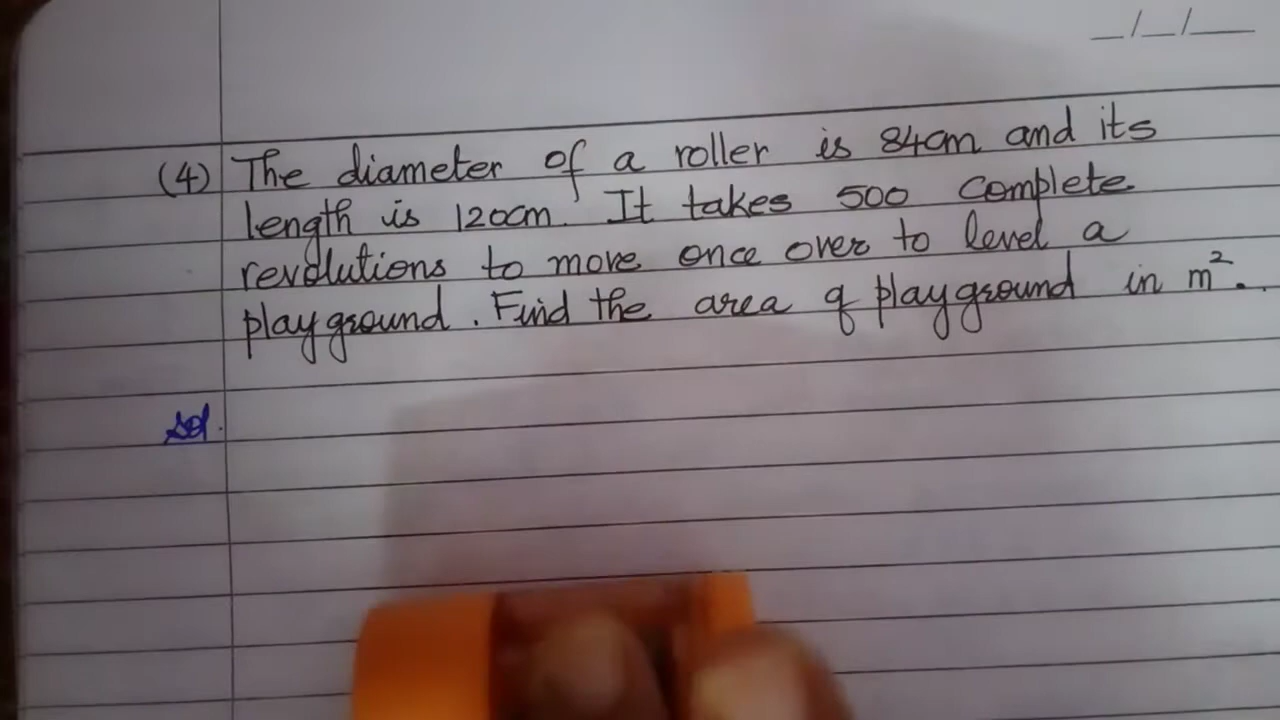 _/_/__
(4) The diameter of a roller is 84cm and its
length is 120cm. It takes 500 complete
revolutions to move once over to level a
playground. Find the area of playground in m².
sol.